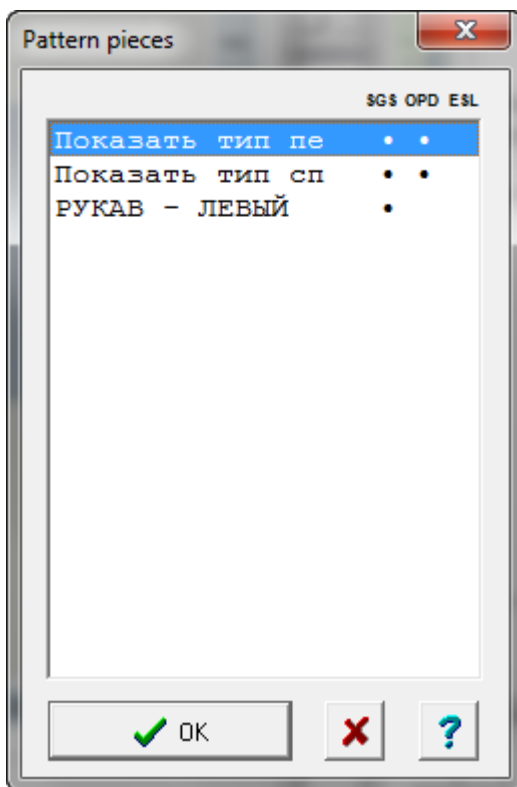 Pattern pieces
SGS OPD ESL
Показать тип пе • •
Показать тип сп • •
РУКАВ - ЛЕВЫЙ •
OK
?